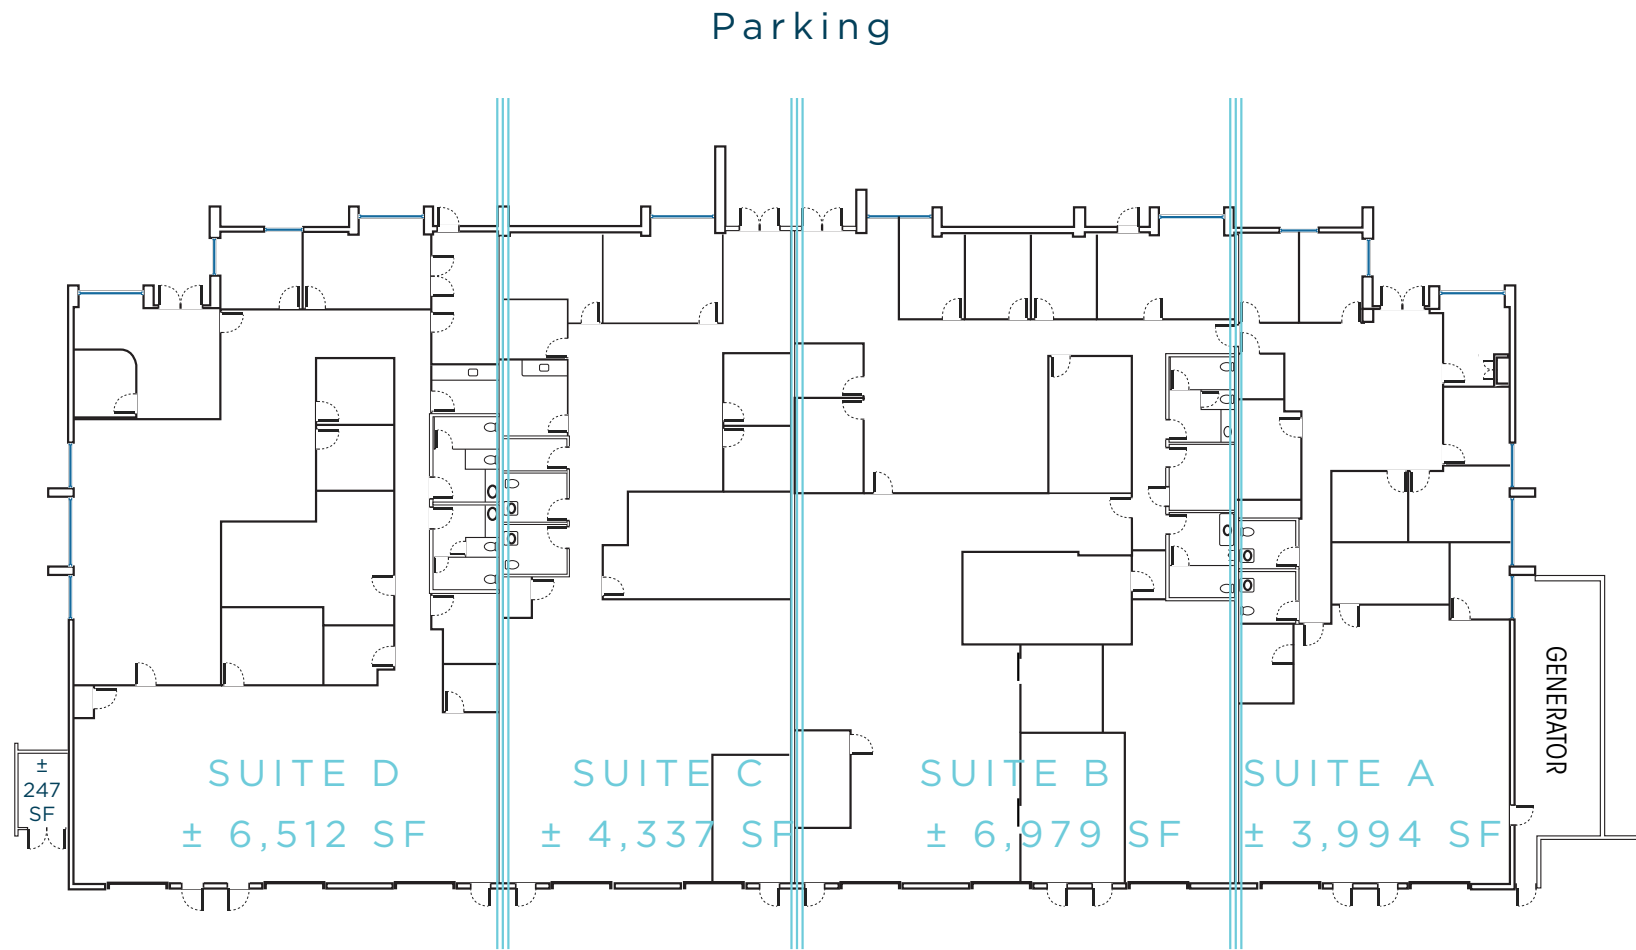 Parking
GENERATOR
±
247
SF
SUITE D
± 6,512 SF
SUITE C
± 4,337 SF
SUITE B
± 6,979 SF
SUITE A
± 3,994 SF